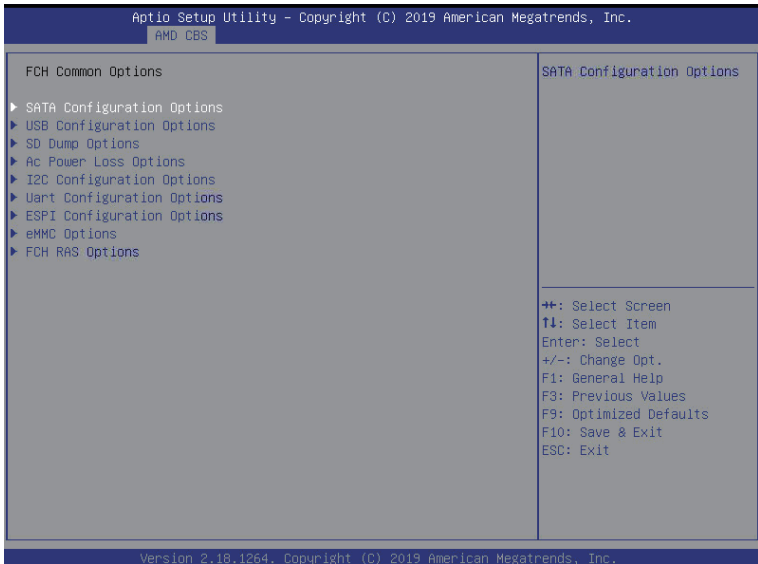 Aptio Setup Utility – Copyright (C) 2019 American Megatrends, Inc.
AMD CBS
FCH Common Options
SATA Configuration Options
USB Configuration Options
SD Dump Options
Ac Power Loss Options
I2C Configuration Options
Uart Configuration Options
ESPI Configuration Options
eMMC Options
FCH RAS Options
SATA Configuration Options
→←: Select Screen
↑↓: Select Item
Enter: Select
+/-: Change Opt.
F1: General Help
F3: Previous Values
F9: Optimized Defaults
F10: Save & Exit
ESC: Exit
Version 2.18.1264. Copyright (C) 2019 American Megatrends, Inc.